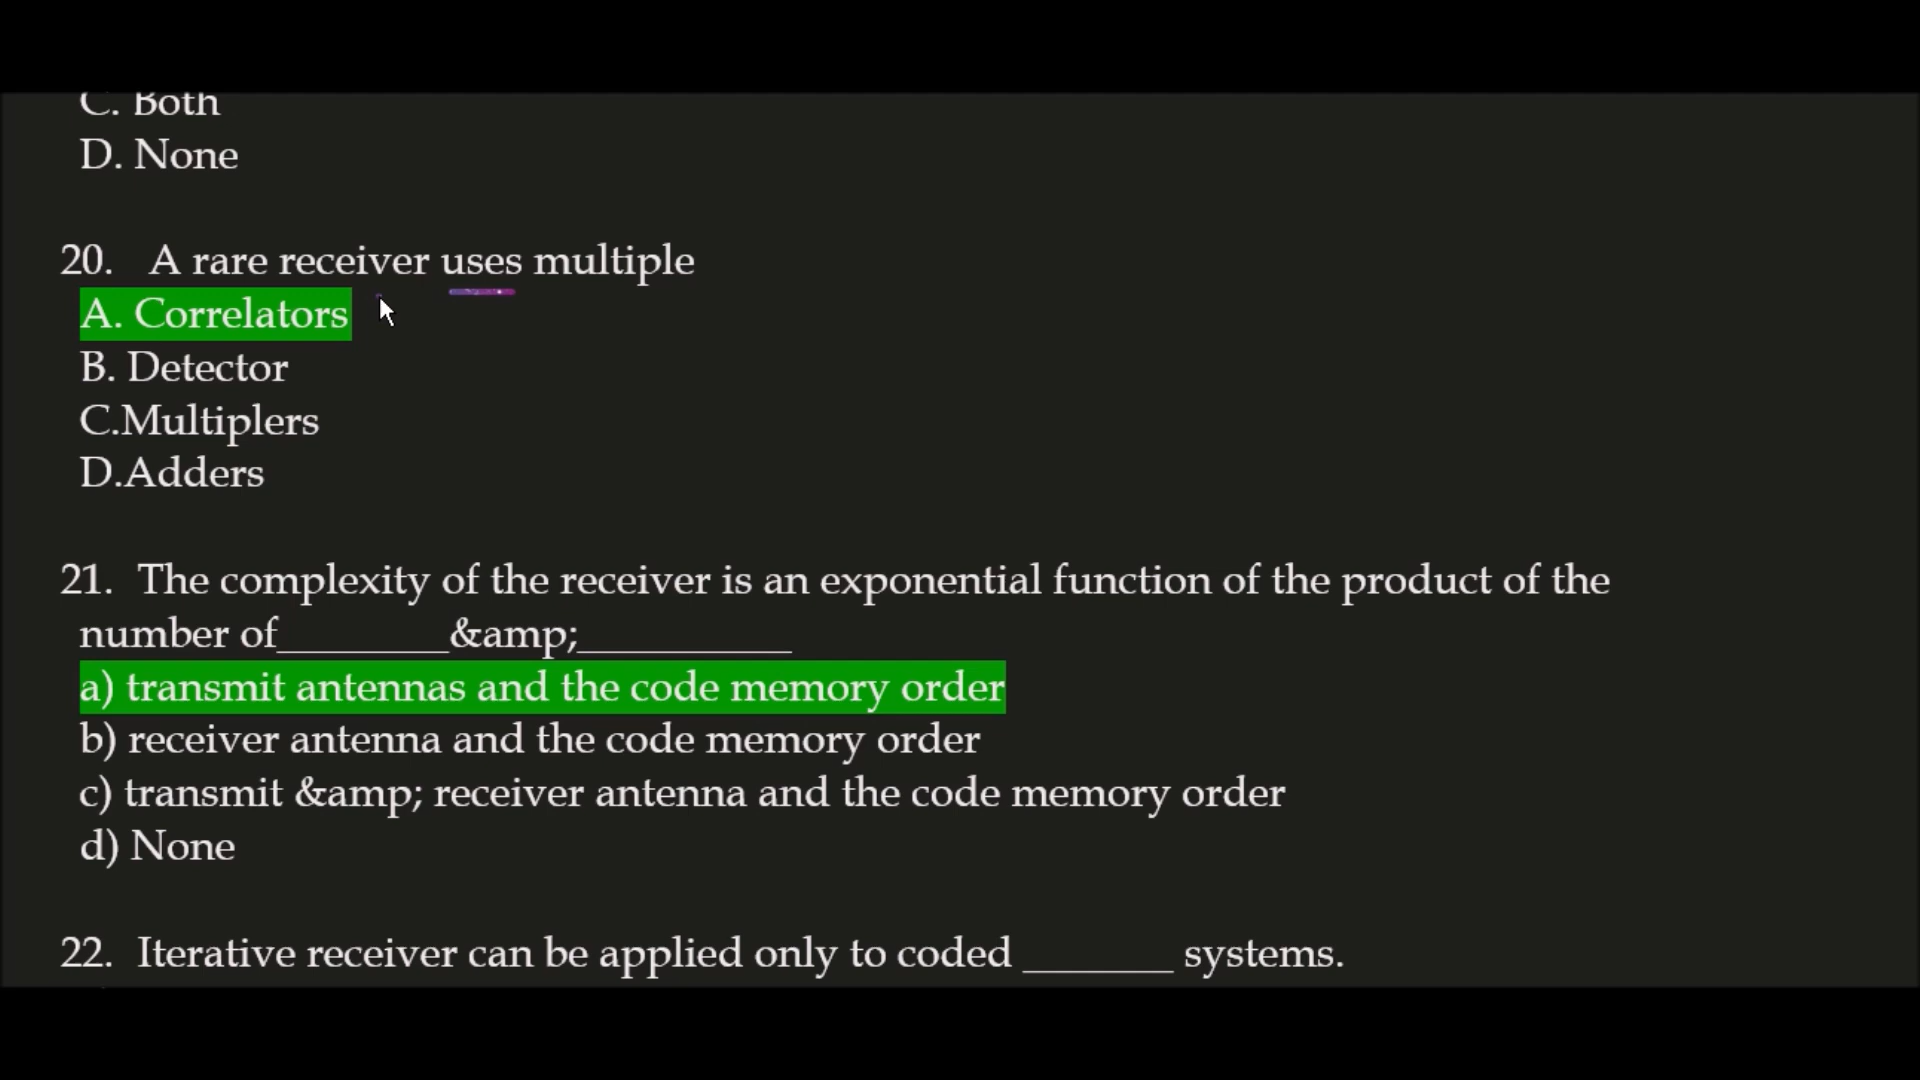 C. Both
D. None
20. A rare receiver uses multiple
A. Correlators
B. Detector
C.Multiplers
D.Adders
21. The complexity of the receiver is an exponential function of the product of the
number of________&amp;__________
a) transmit antennas and the code memory order
b) receiver antenna and the code memory order
c) transmit &amp; receiver antenna and the code memory order
d) None
22. Iterative receiver can be applied only to coded _______ systems.